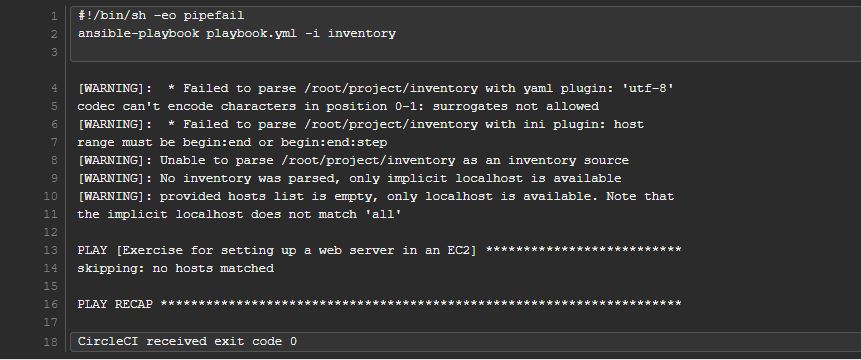 1 #!/bin/sh -eo pipefail
2 ansible-playbook playbook.yml -i inventory
3
4 [WARNING]:  * Failed to parse /root/project/inventory with yaml plugin: 'utf-8'
5 codec can't encode characters in position 0-1: surrogates not allowed
6 [WARNING]:  * Failed to parse /root/project/inventory with ini plugin: host
7 range must be begin:end or begin:end:step
8 [WARNING]: Unable to parse /root/project/inventory as an inventory source
9 [WARNING]: No inventory was parsed, only implicit localhost is available
10 [WARNING]: provided hosts list is empty, only localhost is available. Note that
11 the implicit localhost does not match 'all'
12
13 PLAY [Exercise for setting up a web server in an EC2] **************************
14 skipping: no hosts matched
15
16 PLAY RECAP *********************************************************************
17
18 CircleCI received exit code 0